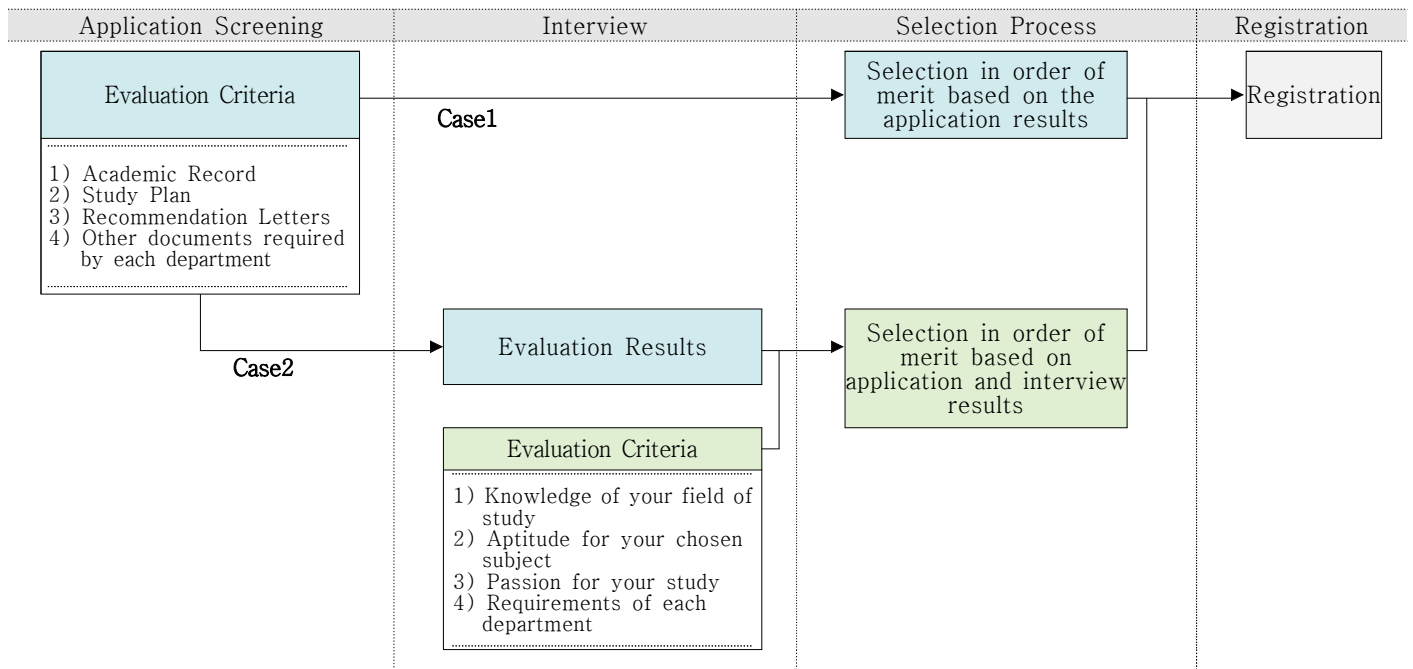 Application Screening
Interview
Selection Process
Registration
Evaluation Criteria
1) Academic Record
2) Study Plan
3) Recommendation Letters
4) Other documents required
by each department
Case1
Selection in order of
merit based on the
application results
Registration
Case2
Evaluation Results
Selection in order of
merit based on
application and interview
results
Evaluation Criteria
1) Knowledge of your field of
study
2) Aptitude for your chosen
subject
3) Passion for your study
4) Requirements of each
department